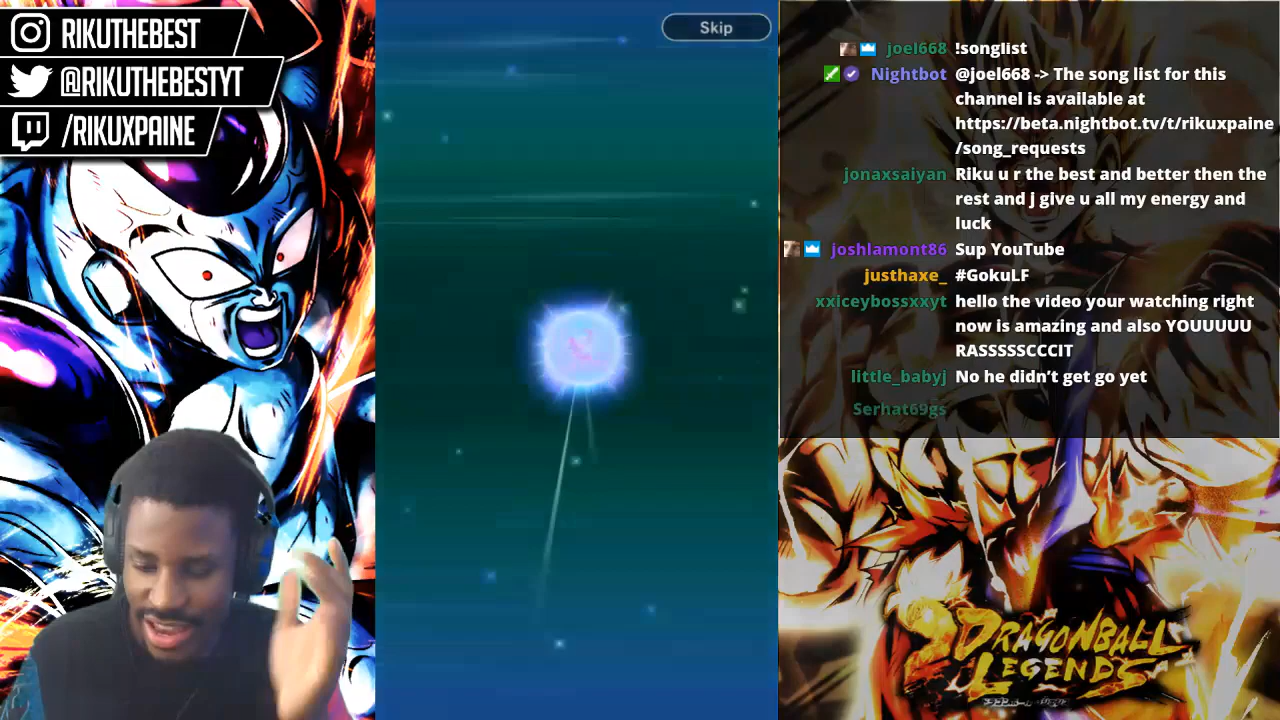 RIKUTHEBEST
@RIKUTHEBESTYT
/RIKUXPAINE
Skip
joel668 !songlist
Nightbot @joel668 -> The song list for this
channel is available at
https://beta.nightbot.tv/t/rikuxpaine
/song_requests
jonaxsaiyan Riku u r the best and better then the
rest and j give u all my energy and
luck
joshlamont86 Sup YouTube
justhaxe_ #GokuLF
xxiceybossxxyt hello the video your watching right
now is amazing and also YOUUUUU
RASSSSSCCCIT
little_babyj No he didn’t get go yet
Serhat69gs
DRAGONBALL
LEGENDS